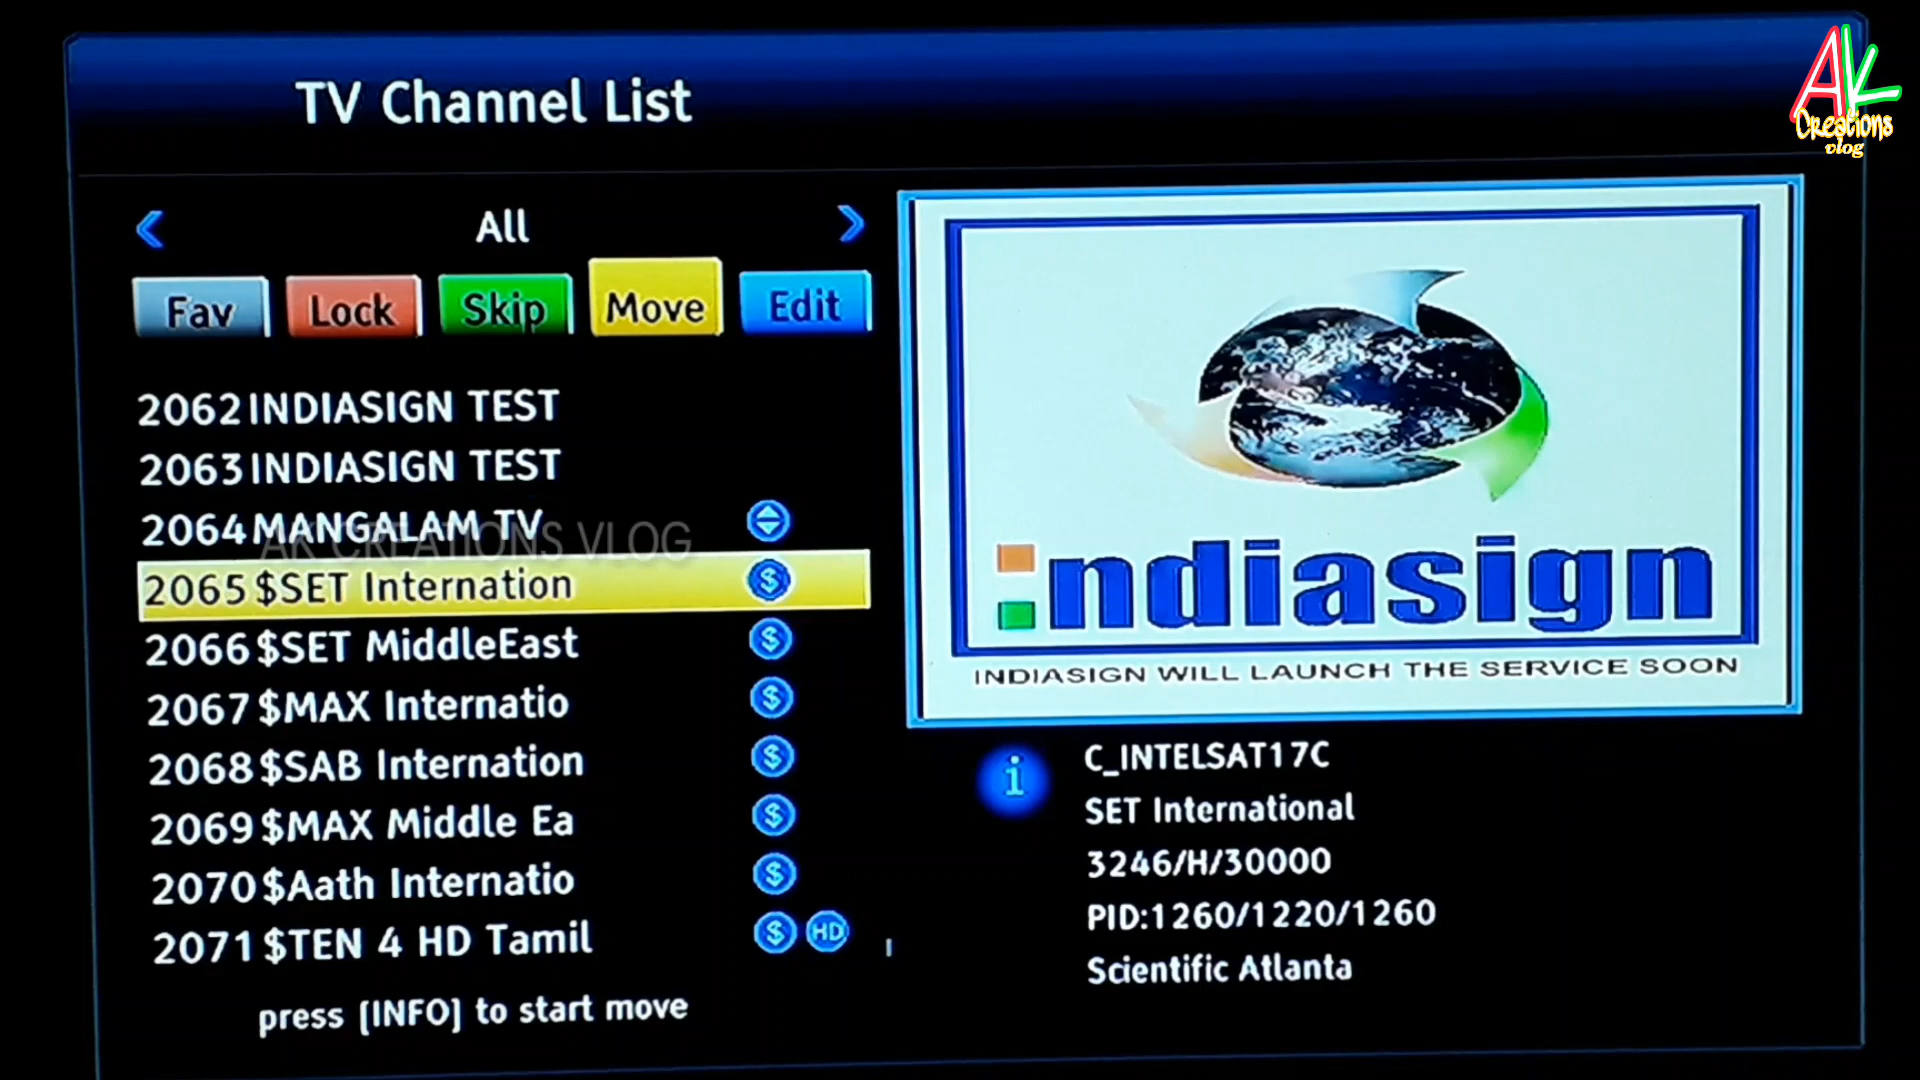 TV Channel List
AK
Creations
vlog
All
Fav Lock Skip Move Edit
2062 INDIASIGN TEST
2063 INDIASIGN TEST
2064 MANGALAM TV
AK CREATIONS VLOG
2065 $SET Internation $
2066 $SET MiddleEast $
2067 $MAX Internatio $
2068 $SAB Internation $
2069 $MAX Middle Ea $
2070 $Aath Internatio $
2071 $TEN 4 HD Tamil $ HD
press [INFO] to start move
indiasign
INDIASIGN WILL LAUNCH THE SERVICE SOON
i
C_INTELSAT17C
SET International
3246/H/30000
PID:1260/1220/1260
Scientific Atlanta